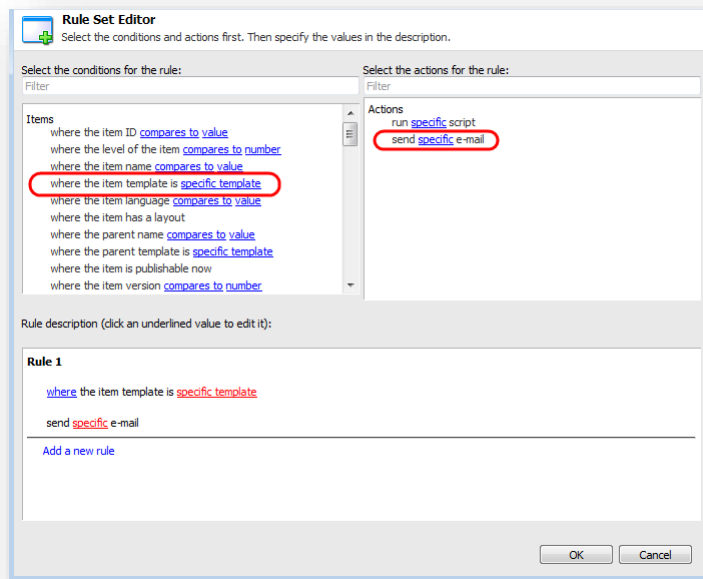 Rule Set Editor
Select the conditions and actions first. Then specify the values in the description.
Select the conditions for the rule:
Filter
Items
where the item ID compares to value
where the level of the item compares to number
where the item name compares to value
where the item template is specific template
where the item language compares to value
where the item has a layout
where the parent name compares to value
where the parent template is specific template
where the item is publishable now
where the item version compares to number
Select the actions for the rule:
Filter
Actions
run specific script
send specific e-mail
Rule description (click an underlined value to edit it):
Rule 1
where the item template is specific template
send specific e-mail
Add a new rule
OK
Cancel